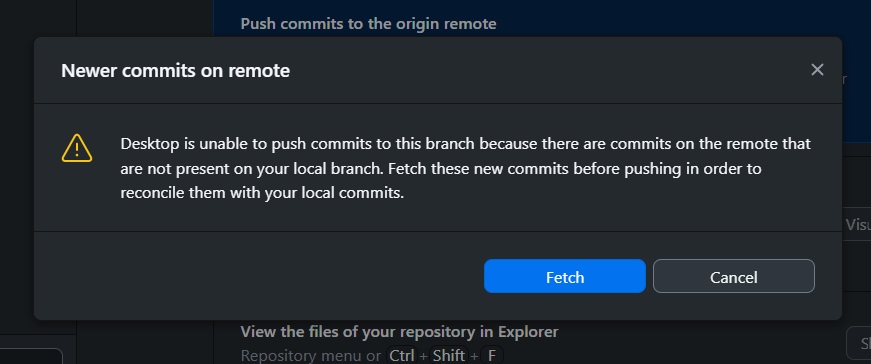 Push commits to the origin remote
Newer commits on remote
Desktop is unable to push commits to this branch because there are commits on the remote that
are not present on your local branch. Fetch these new commits before pushing in order to
reconcile them with your local commits.
Fetch
Cancel
View the files of your repository in Explorer
Repository menu or Ctrl + Shift + F